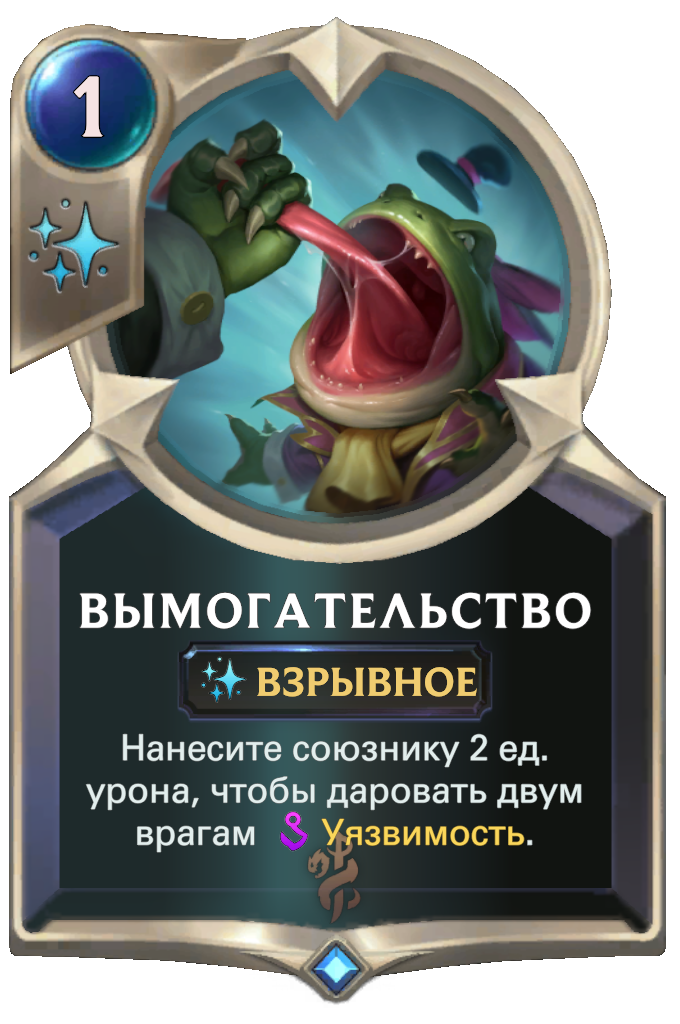 1
ВЫМОГАТЕЛЬСТВО
ВЗРЫВНОЕ
Нанесите союзнику 2 ед.
урона, чтобы даровать двум
врагам Уязвимость.